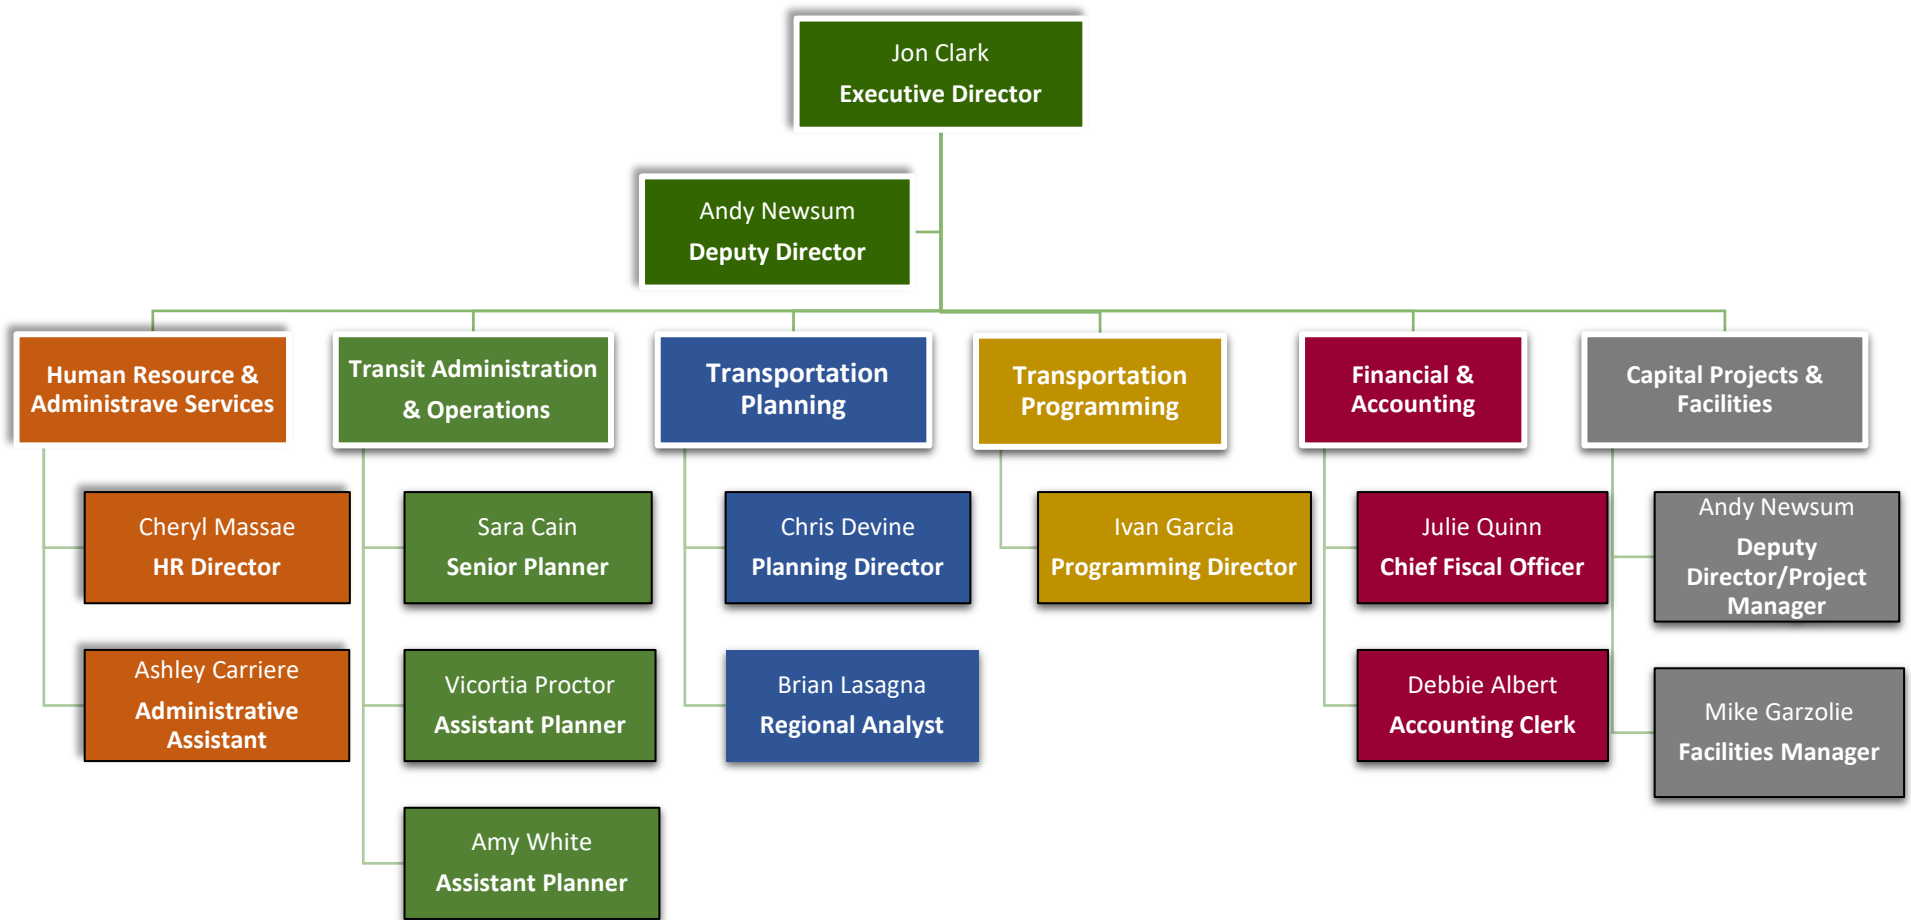 Jon Clark
Executive Director
Andy Newsum
Deputy Director
Human Resource &
Administrave Services
Transit Administration
& Operations
Transportation
Planning
Transportation
Programming
Financial &
Accounting
Capital Projects &
Facilities
Cheryl Massae
HR Director
Sara Cain
Senior Planner
Chris Devine
Planning Director
Ivan Garcia
Programming Director
Julie Quinn
Chief Fiscal Officer
Andy Newsum
Deputy
Director/Project
Manager
Ashley Carriere
Administrative
Assistant
Vicortia Proctor
Assistant Planner
Brian Lasagna
Regional Analyst
Debbie Albert
Accounting Clerk
Mike Garzolie
Facilities Manager
Amy White
Assistant Planner